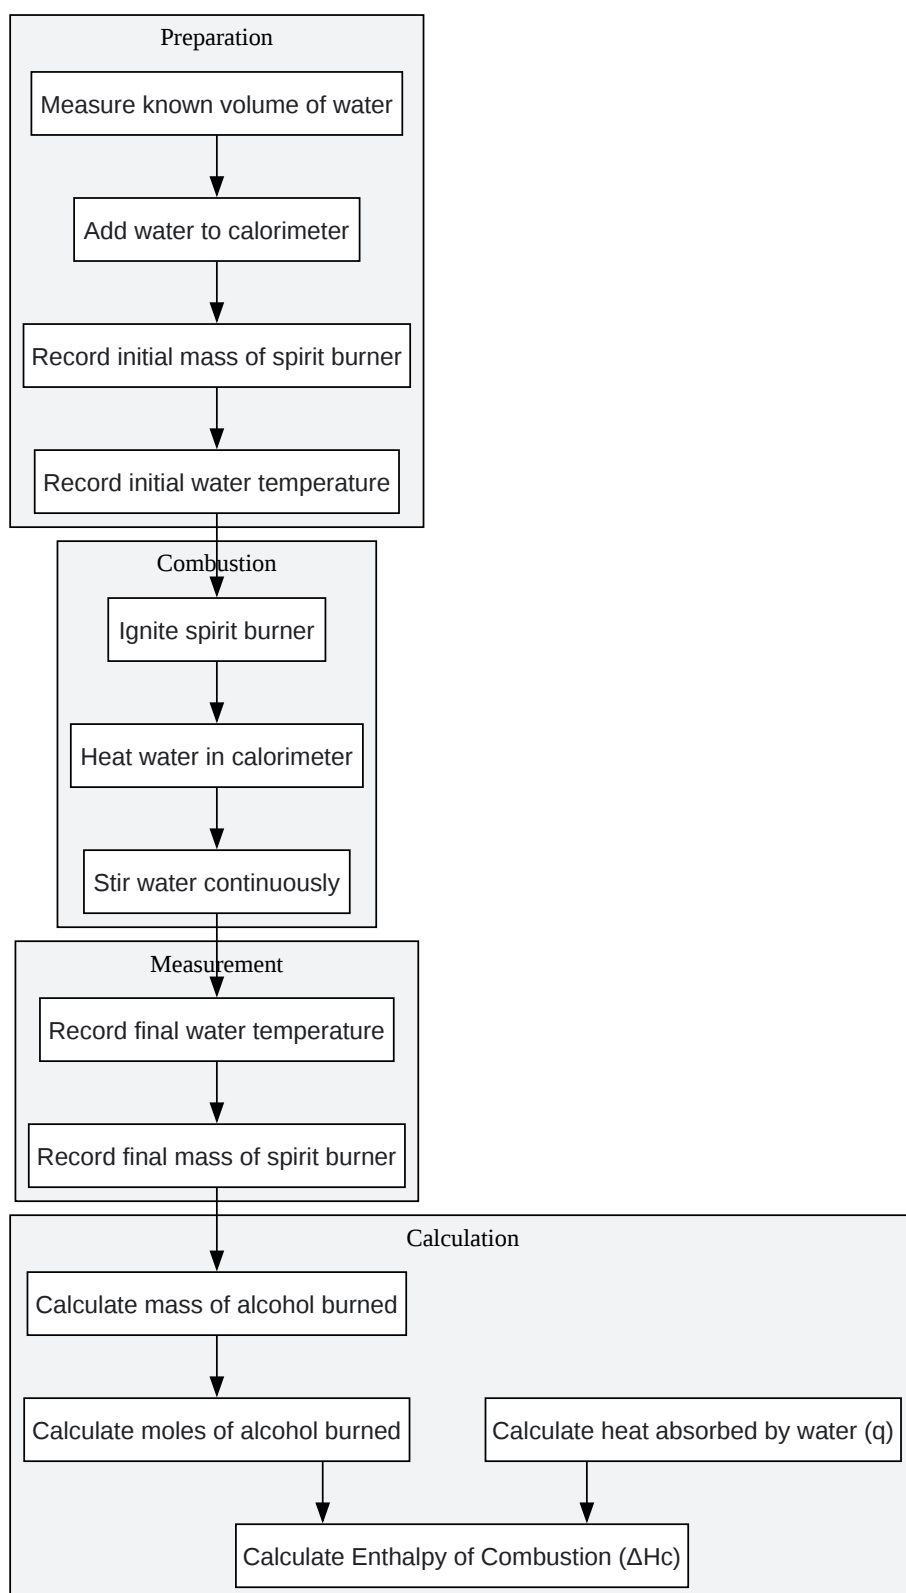 Preparation
Measure known volume of water
Add water to calorimeter
Record initial mass of spirit burner
Record initial water temperature
Combustion
Ignite spirit burner
Heat water in calorimeter
Stir water continuously
Measurement
Record final water temperature
Record final mass of spirit burner
Calculation
Calculate mass of alcohol burned
Calculate moles of alcohol burned
Calculate heat absorbed by water (q)
Calculate Enthalpy of Combustion (ΔHc)